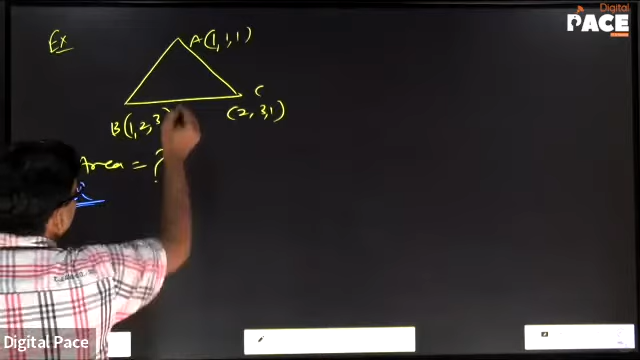 Digital
PACE
Ex
A(1, 1, 1)
C
B(1, 2, 3)
(2, 3, 1)
Area = ?
Digital Pace